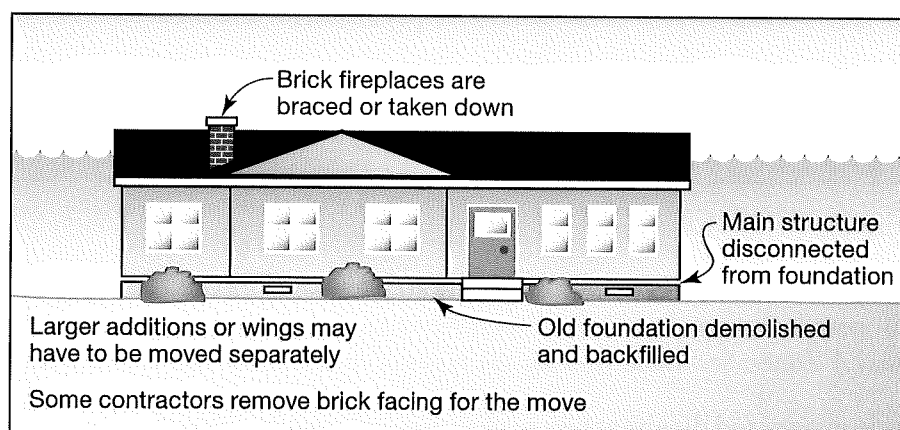 Brick fireplaces are
braced or taken down
Main structure
disconnected
from foundation
Larger additions or wings may
have to be moved separately
Old foundation demolished
and backfilled
Some contractors remove brick facing for the move